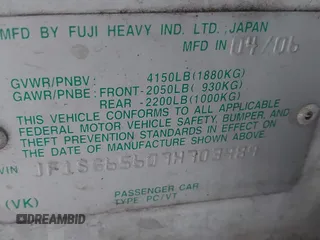 MFD BY FUJI HEAVY IND. LTD. JAPAN
MFD IN 04/06
GVWR/PNBV: 4150LB(1880KG)
GAWR/PNBE: FRONT-2050LB( 930KG)
REAR -2200LB(1000KG)
THIS VEHICLE CONFORMS TO ALL APPLICABLE
FEDERAL MOTOR VEHICLE SAFETY, BUMPER, AND
THEFT PREVENTION STANDARDS IN EFFECT ON
THE DATE OF MANUFACTURE SHOWN ABOVE.
VIN
PASSENGER CAR
(VK) TYPE: PC/VT
DREAMBID